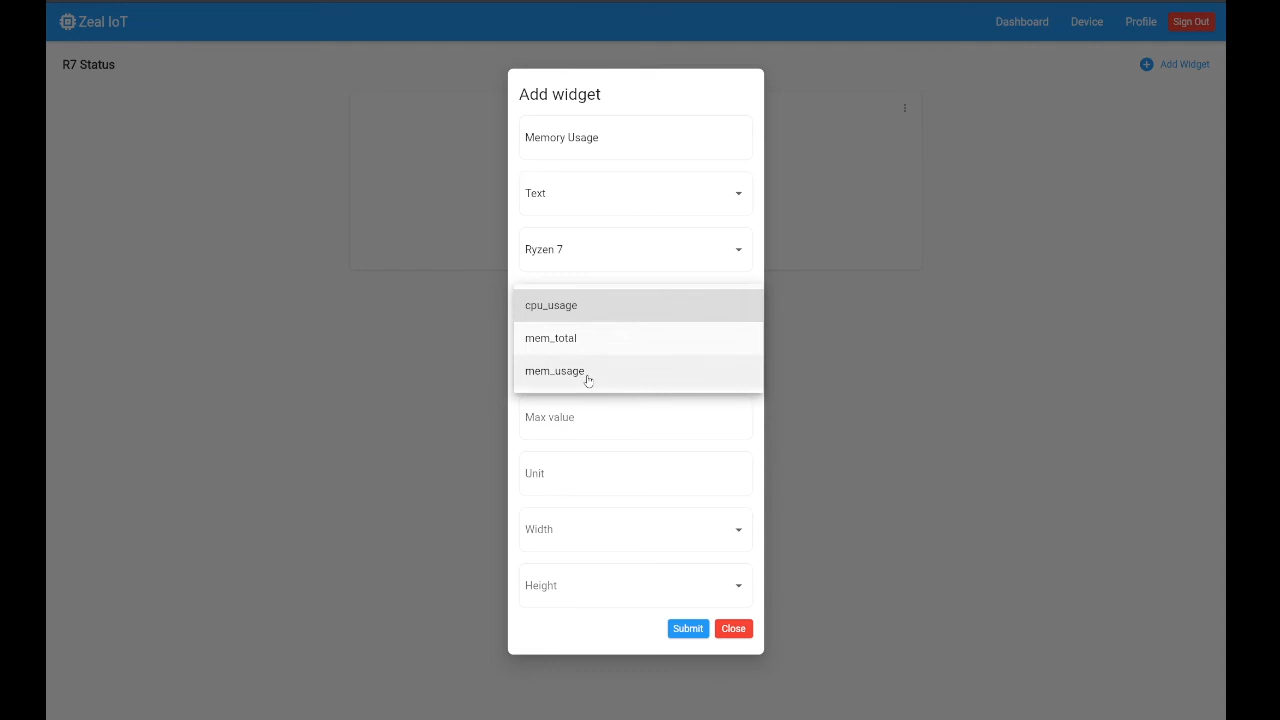 Zeal IoT
Dashboard
Device
Profile
Sign Out
R7 Status
Add Widget
Add widget
Memory Usage
Text
Ryzen 7
cpu_usage
mem_total
mem_usage
Max value
Unit
Width
Height
Submit
Close